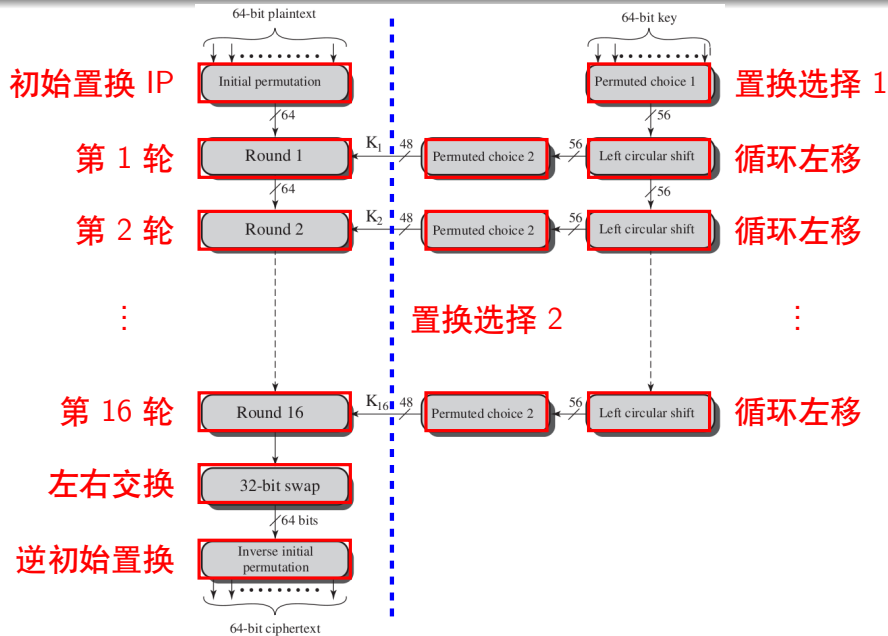 64-bit plaintext
64-bit key
初始置换 IP
Initial permutation
Permuted choice 1
置换选择 1
64
56
第 1 轮
Round 1
K1
48
Permuted choice 2
56
Left circular shift
循环左移
64
56
第 2 轮
Round 2
K2
48
Permuted choice 2
56
Left circular shift
循环左移
置换选择 2
第 16 轮
Round 16
K16
48
Permuted choice 2
56
Left circular shift
循环左移
左右交换
32-bit swap
64 bits
逆初始置换
Inverse initial
permutation
64-bit ciphertext